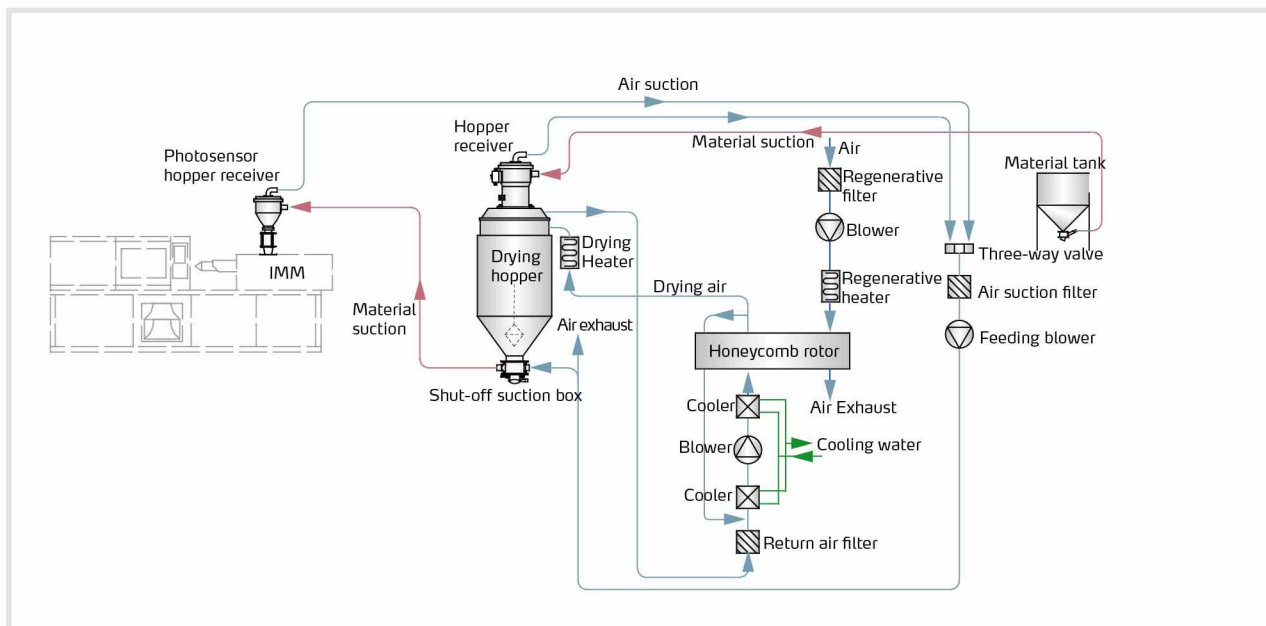 Air suction
Hopper
receiver
Material suction
Air
Photosensor
hopper receiver
Material tank
Regenerative
filter
Blower
Drying
Heater
Drying
hopper
Three-way valve
IMM
Regenerative
heater
Air suction filter
Drying air
Material
suction
Air exhaust
Feeding blower
Honeycomb rotor
Shut-off suction box
Cooler
Air Exhaust
Blower
Cooling water
Cooler
Return air filter